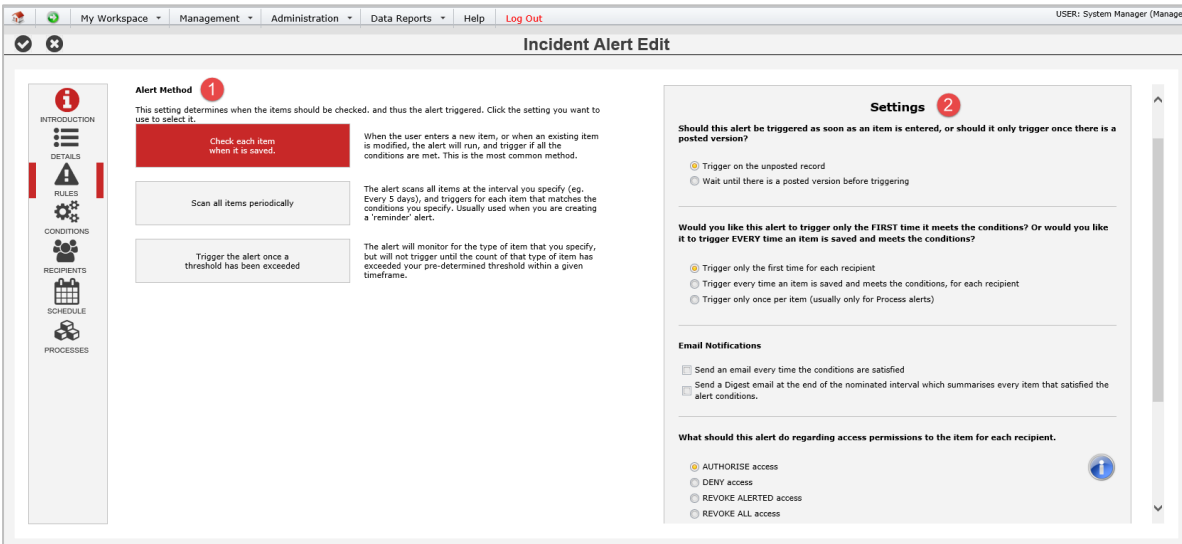 My Workspace Management Administration Data Reports Help Log Out
USER: System Manager (Manage
Incident Alert Edit
INTRODUCTION
DETAILS
RULES
CONDITIONS
RECIPIENTS
SCHEDULE
PROCESSES
Alert Method 1
This setting determines when the items should be checked. and thus the alert triggered. Click the setting you want to
use to select it.
Check each item
when it is saved.
When the user enters a new item, or when an existing item
is modified, the alert will run, and trigger if all the
conditions are met. This is the most common method.
Scan all items periodically
The alert scans all items at the interval you specify (eg.
Every 5 days), and triggers for each item that matches the
conditions you specify. Usually used when you are creating
a 'reminder' alert.
Trigger the alert once a
threshold has been exceeded
The alert will monitor for the type of item that you specify,
but will not trigger until the count of that type of item has
exceeded your pre-determined threshold within a given
timeframe.
Settings 2
Should this alert be triggered as soon as an item is entered, or should it only trigger once there is a
posted version?
Trigger on the unposted record
Wait until there is a posted version before triggering
Would you like this alert to trigger only the FIRST time it meets the conditions? Or would you like
it to trigger EVERY time an item is saved and meets the conditions?
Trigger only the first time for each recipient
Trigger every time an item is saved and meets the conditions, for each recipient
Trigger only once per item (usually only for Process alerts)
Email Notifications
Send an email every time the conditions are satisfied
Send a Digest email at the end of the nominated interval which summarises every item that satisfied the
alert conditions.
What should this alert do regarding access permissions to the item for each recipient.
AUTHORISE access
DENY access
REVOKE ALERTED access
REVOKE ALL access